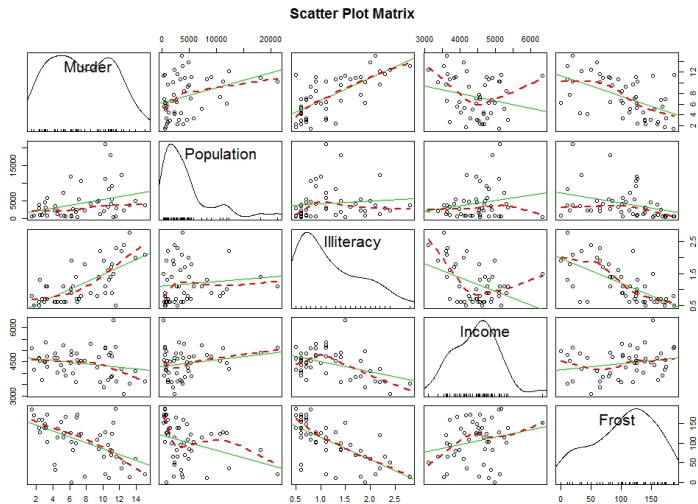 Scatter Plot Matrix
0 5000 15000 20000
3000 4000 5000 6000
Murder
2 4 6 8 12
Population
0 5000 15000
Illiteracy
0.5 1.5 2.5
Income
3000 4500 6000
Frost
0 50 100 150
2 4 6 8 10 12 14
0.5 1.0 1.5 2.0 2.5
0 50 100 150